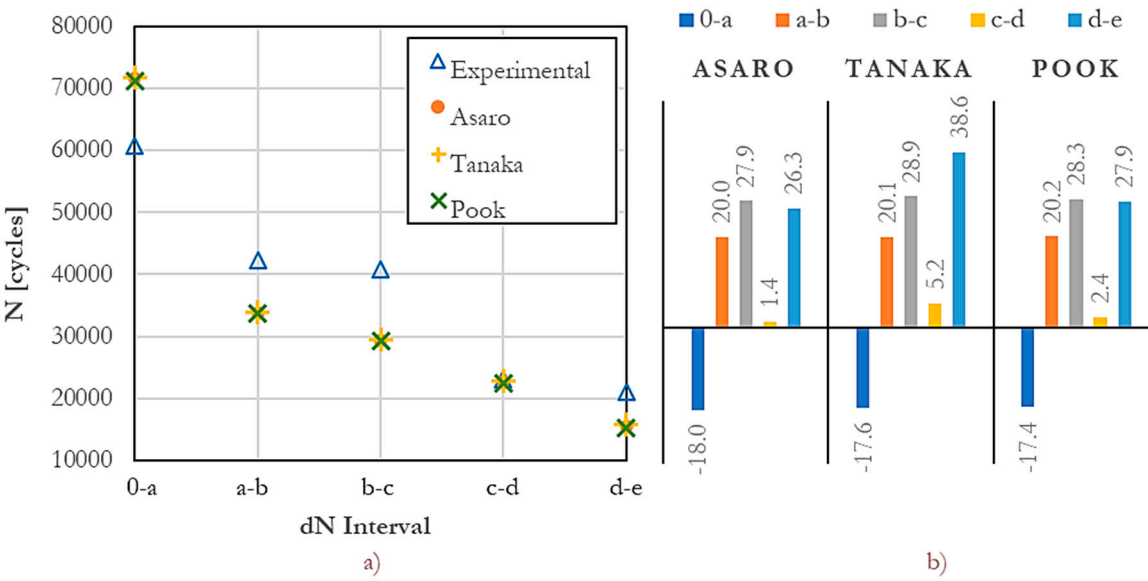 80000
70000
60000
50000
40000
30000
20000
10000
N [cycles]
Experimental
Asaro
Tanaka
Pook
0-a a-b b-c c-d d-e
dN Interval
a)
0-a a-b b-c c-d d-e
ASARO TANAKA POOK
-18.0 20.0 27.9 1.4 26.3
-17.6 20.1 28.9 5.2 38.6
-17.4 20.2 28.3 2.4 27.9
b)